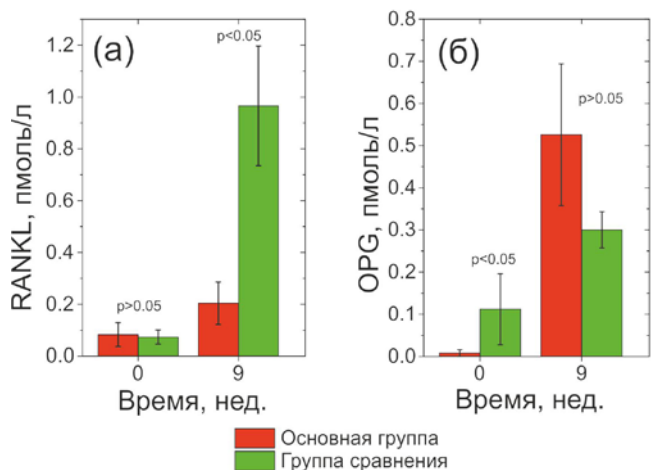 (а)
p<0.05
p>0.05
RANKL, пмоль/л
1.2
1.0
0.8
0.6
0.4
0.2
0.0
0
9
Время, нед.
(б)
p>0.05
p<0.05
OPG, пмоль/л
0.8
0.7
0.6
0.5
0.4
0.3
0.2
0.1
0.0
0
9
Время, нед.
Основная группа
Группа сравнения